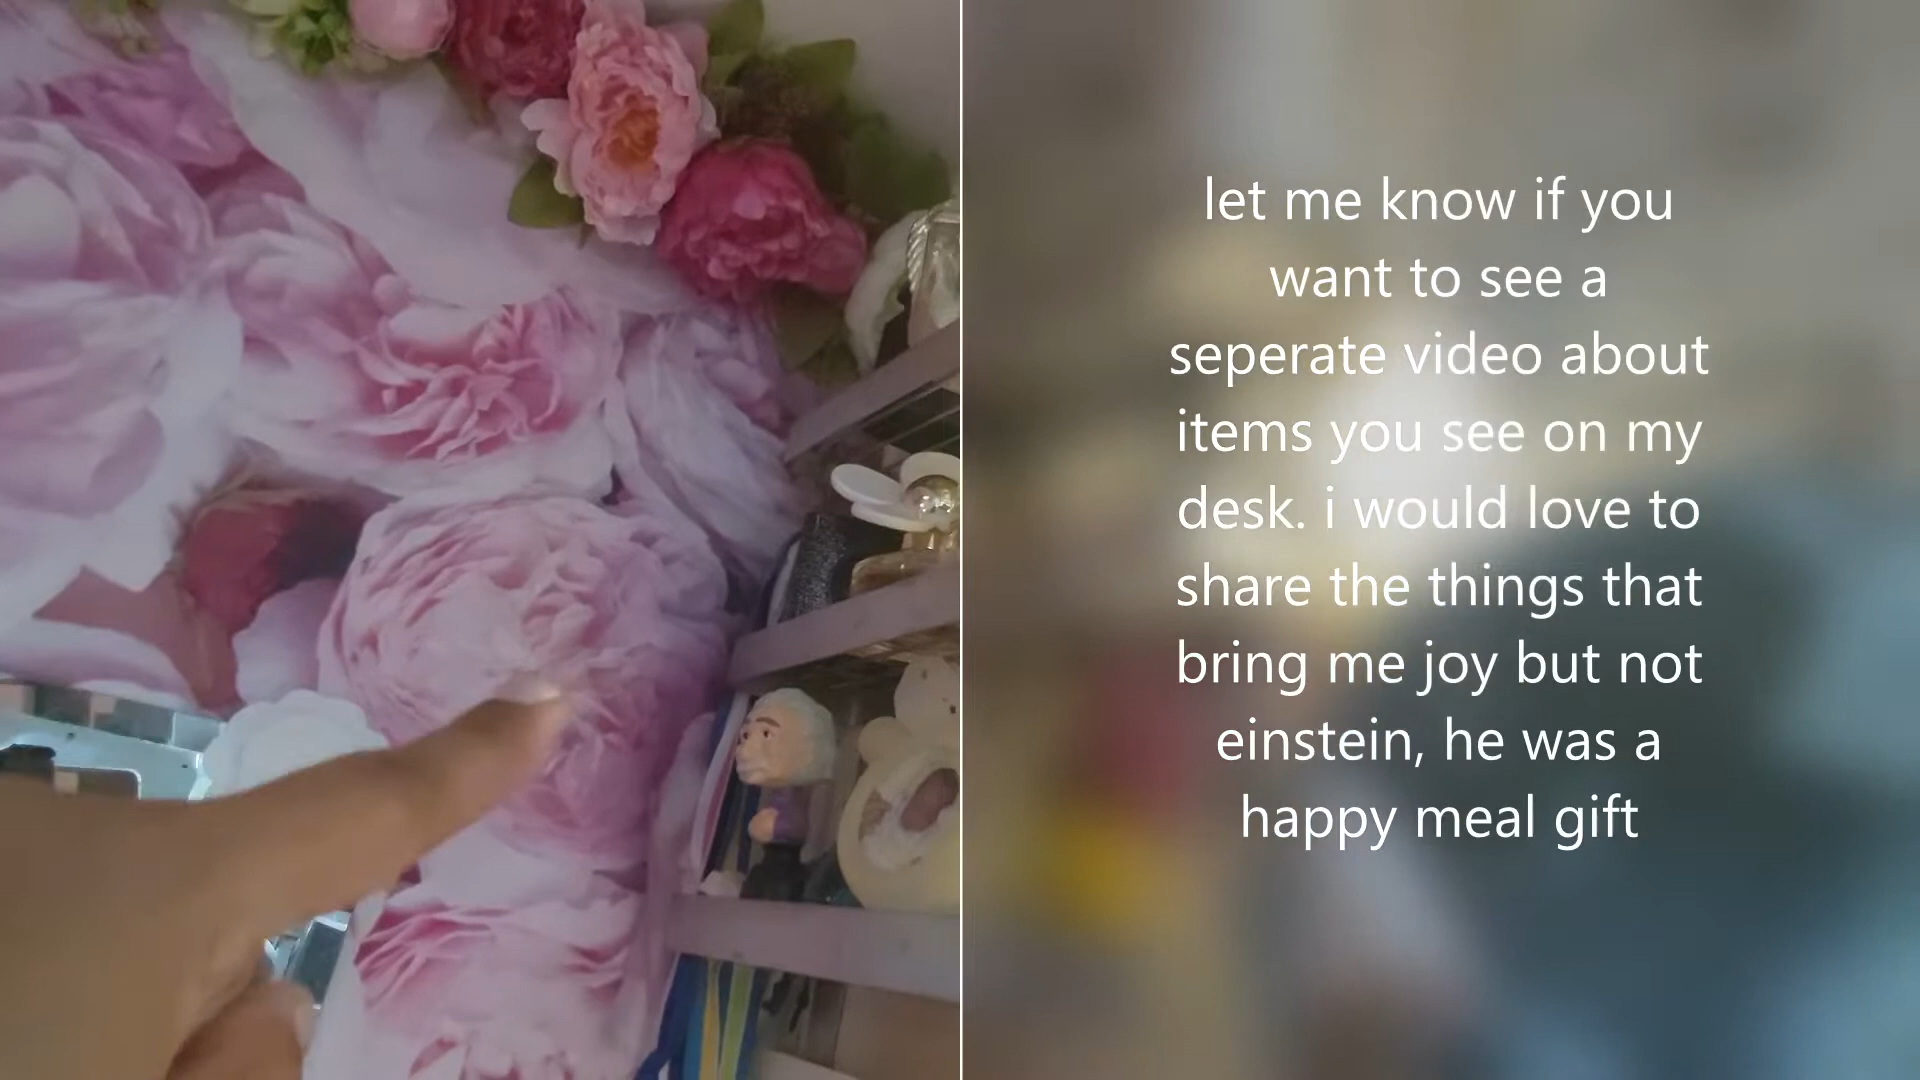 let me know if you
want to see a
seperate video about
items you see on my
desk. i would love to
share the things that
bring me joy but not
einstein, he was a
happy meal gift